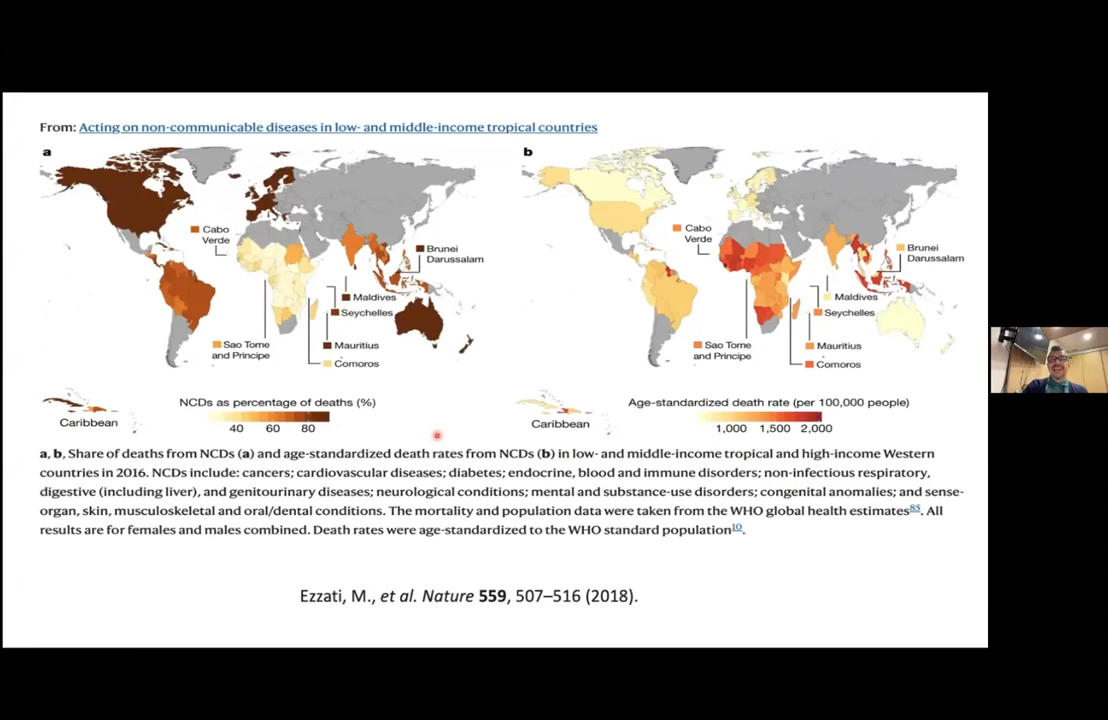 From: Acting on non-communicable diseases in low- and middle-income tropical countries
a
Cabo
Verde
Brunei
Darussalam
Maldives
Seychelles
Sao Tome
and Principe
Mauritius
Comoros
NCDs as percentage of deaths (%)
40 60 80
Caribbean
b
Cabo
Verde
Brunei
Darussalam
Maldives
Seychelles
Sao Tome
and Principe
Mauritius
Comoros
Age-standardized death rate (per 100,000 people)
1,000 1,500 2,000
Caribbean
a, b, Share of deaths from NCDs (a) and age-standardized death rates from NCDs (b) in low- and middle-income tropical and high-income Western
countries in 2016. NCDs include: cancers; cardiovascular diseases; diabetes; endocrine, blood and immune disorders; non-infectious respiratory,
digestive (including liver), and genitourinary diseases; neurological conditions; mental and substance-use disorders; congenital anomalies; and sense-
organ, skin, musculoskeletal and oral/dental conditions. The mortality and population data were taken from the WHO global health estimates85. All
results are for females and males combined. Death rates were age-standardized to the WHO standard population10.
Ezzati, M., et al. Nature 559, 507–516 (2018).